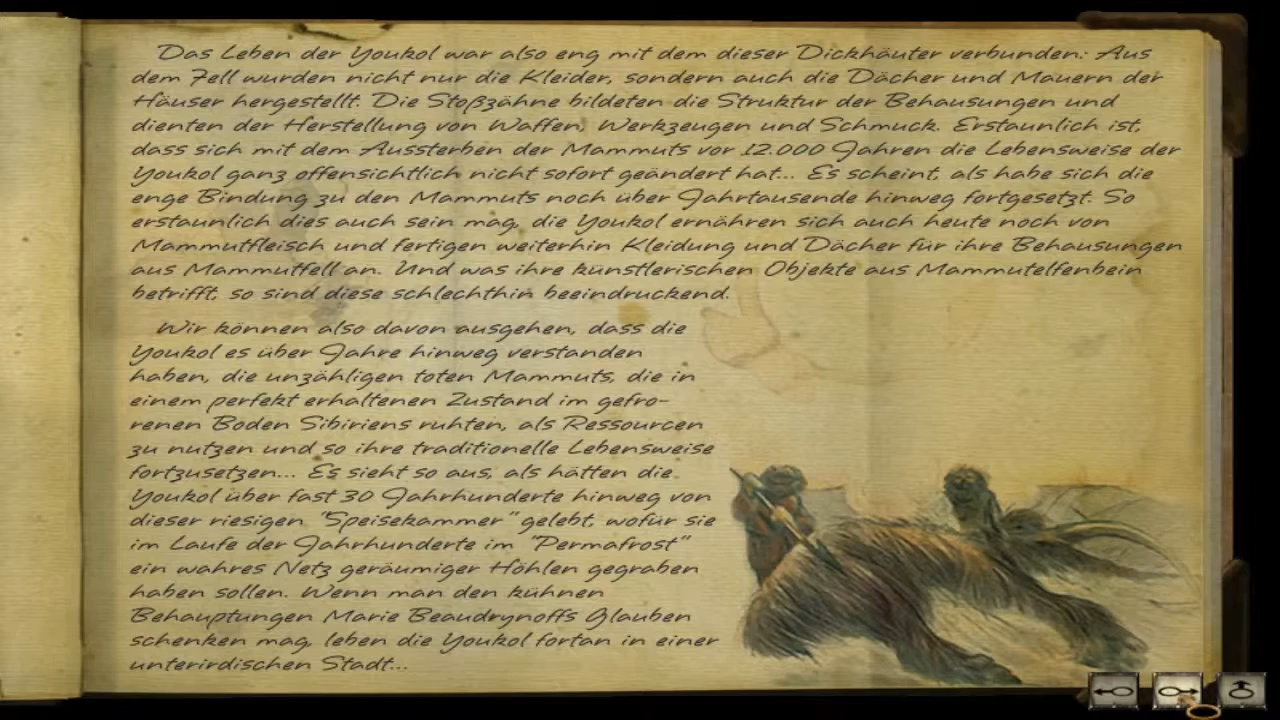 Das Leben der Youkol war also eng mit dem dieser Dickhäuter verbunden: Aus
dem Fell wurden nicht nur die Kleider, sondern auch die Dächer und Mauern der
Häuser hergestellt. Die Stoßzähne bildeten die Struktur der Behausungen und
dienten der Herstellung von Waffen, Werkzeugen und Schmuck. Erstaunlich ist,
dass sich mit dem Aussterben der Mammuts vor 12.000 Jahren die Lebensweise der
Youkol ganz offensichtlich nicht sofort geändert hat... Es scheint, als habe sich die
enge Bindung zu den Mammuts noch über Jahrtausende hinweg fortgesetzt. So
erstaunlich dies auch sein mag, die Youkol ernähren sich auch heute noch von
Mammutfleisch und fertigen weiterhin Kleidung und Dächer für ihre Behausungen
aus Mammutfell an. Und was ihre künstlerischen Objekte aus Mammutelfenbein
betrifft, so sind diese schlechthin beeindruckend.
Wir können also davon ausgehen, dass die
Youkol es über Jahre hinweg verstanden
haben, die unzähligen toten Mammuts, die in
einem perfekt erhaltenen Zustand im gefro-
renen Boden Sibiriens ruhten, als Ressourcen
zu nutzen und so ihre traditionelle Lebensweise
fortzusetzen... Es sieht so aus, als hätten die
Youkol über fast 30 Jahrhunderte hinweg von
dieser riesigen "Speisekammer" gelebt, wofür sie
im Laufe der Jahrhunderte im "Permafrost"
ein wahres Netz geräumiger Höhlen gegraben
haben sollen. Wenn man den kühnen
Behauptungen Marie Beaudrynoffs Glauben
schenken mag, leben die Youkol fortan in einer
unterirdischen Stadt...